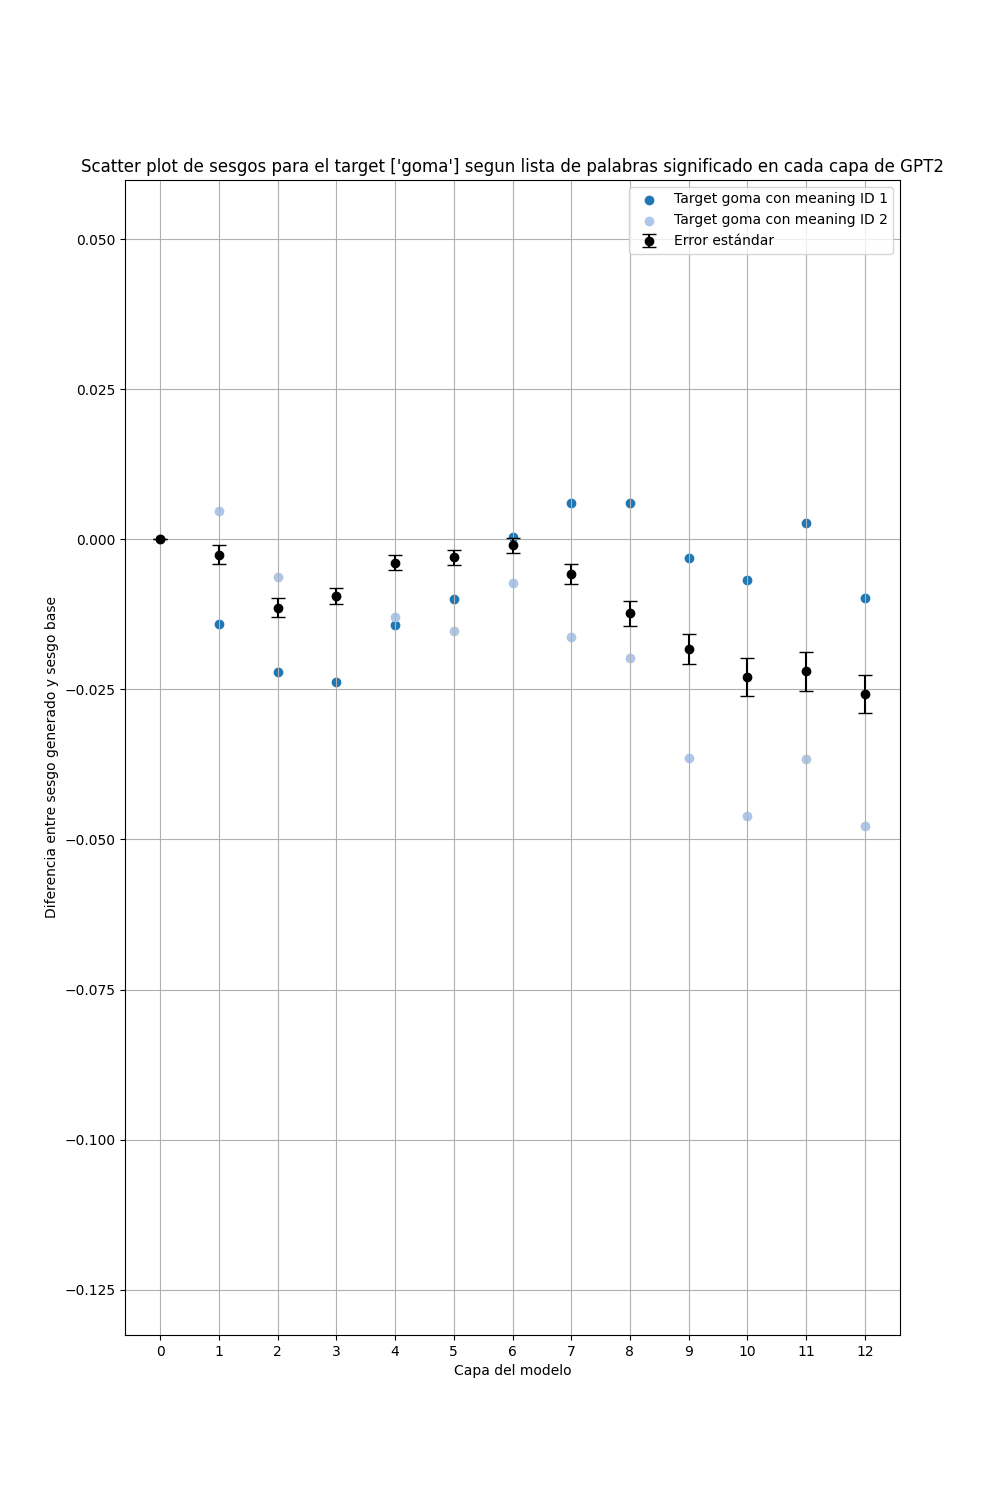 Scatter plot de sesgos para el target ['goma'] segun lista de palabras significado en cada capa de GPT2
Target goma con meaning ID 1
Target goma con meaning ID 2
Error estándar
Diferencia entre sesgo generado y sesgo base
0.050
0.025
0.000
−0.025
−0.050
−0.075
−0.100
−0.125
0 1 2 3 4 5 6 7 8 9 10 11 12
Capa del modelo